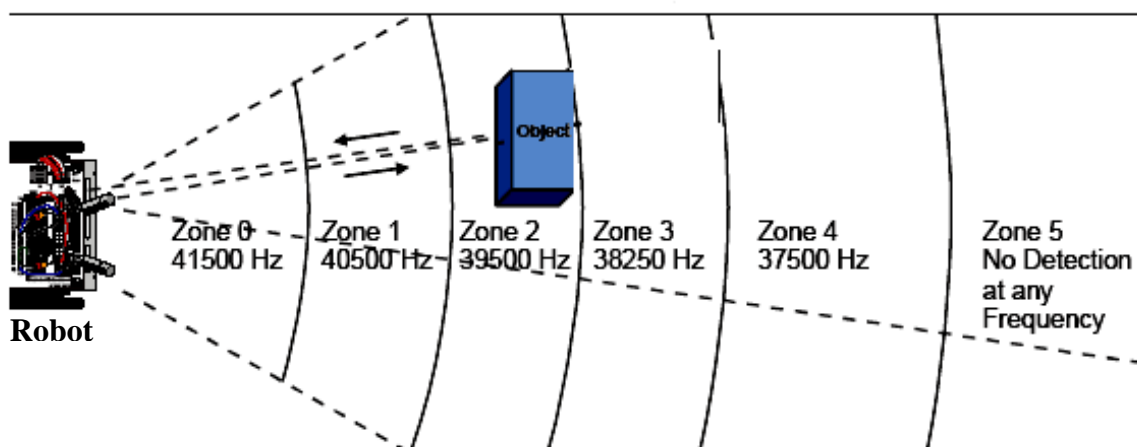 Object
Zone 0
41500 Hz
Zone 1
40500 Hz
Zone 2
39500 Hz
Zone 3
38250 Hz
Zone 4
37500 Hz
Zone 5
No Detection
at any
Frequency
Robot